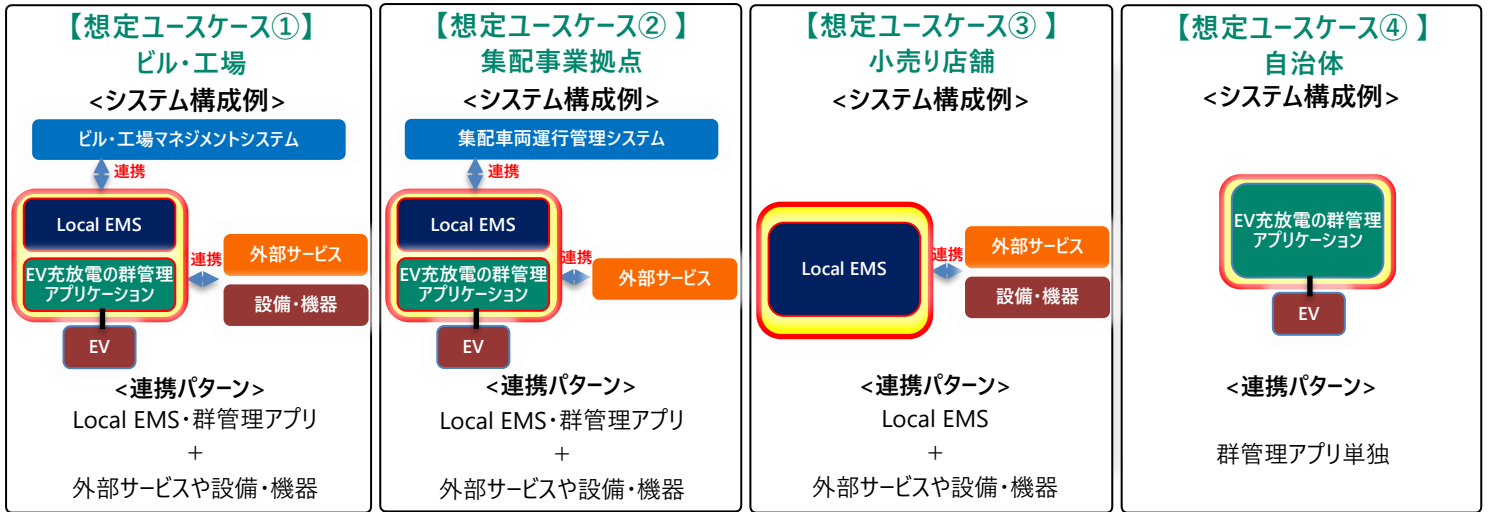 【想定ユースケース①】
ビル・工場
<システム構成例>
ビル・工場マネジメントシステム
連携
Local EMS
EV充放電の群管理
アプリケーション
連携
外部サービス
設備・機器
EV
<連携パターン>
Local EMS・群管理アプリ
+
外部サービスや設備・機器
【想定ユースケース② 】
集配事業拠点
<システム構成例>
集配車両運行管理システム
連携
Local EMS
EV充放電の群管理
アプリケーション
連携
外部サービス
EV
<連携パターン>
Local EMS・群管理アプリ
+
外部サービスや設備・機器
【想定ユースケース③ 】
小売り店舗
<システム構成例>
Local EMS
連携
外部サービス
設備・機器
<連携パターン>
Local EMS
+
外部サービスや設備・機器
【想定ユースケース④ 】
自治体
<システム構成例>
EV充放電の群管理
アプリケーション
EV
<連携パターン>
群管理アプリ単独